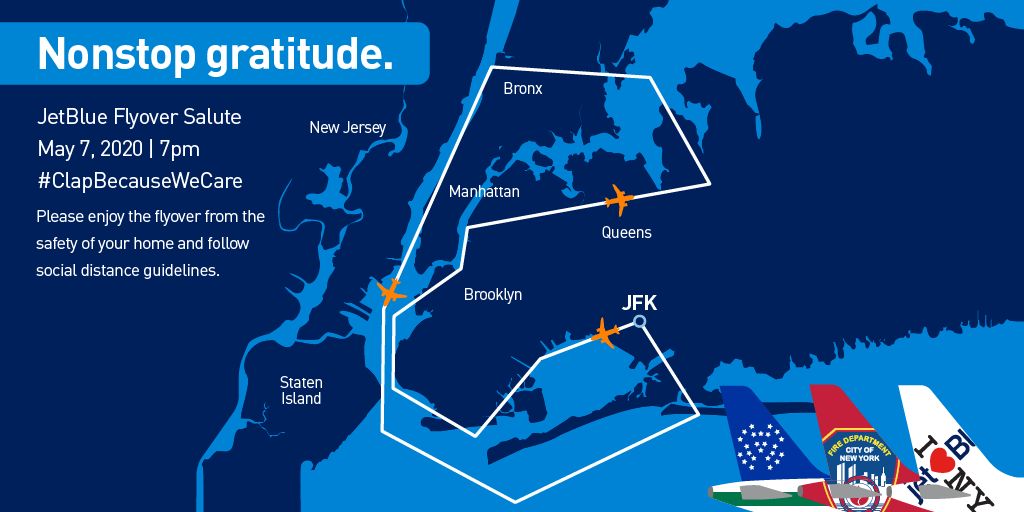 Nonstop gratitude.
JetBlue Flyover Salute
May 7, 2020 | 7pm
#ClapBecauseWeCare
Please enjoy the flyover from the
safety of your home and follow
social distance guidelines.
Bronx
New Jersey
Manhattan
Queens
Brooklyn
JFK
Staten
Island
FIRE DEPARTMENT
CITY OF
NEW YORK
I
NY
JetBl